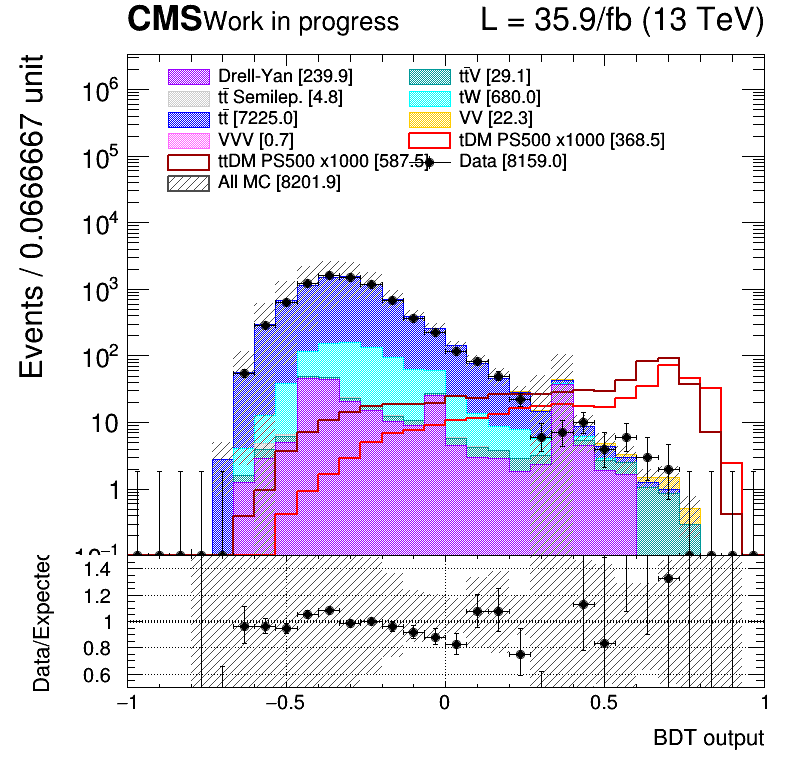 CMS Work in progress L = 35.9/fb (13 TeV)
Events / 0.0666667 unit
Drell-Yan [239.9]
tt̄ Semilep. [4.8]
tt̄ [7225.0]
VVV [0.7]
ttDM PS500 x1000 [587.5]
All MC [8201.9]
tt̄V [29.1]
tW [680.0]
VV [22.3]
tDM PS500 x1000 [368.5]
Data [8159.0]
10⁶
10⁵
10⁴
10³
10²
10
1
10⁻¹
Data/Expected
1.4
1.2
1
0.8
0.6
−1 −0.5 0 0.5 1
BDT output